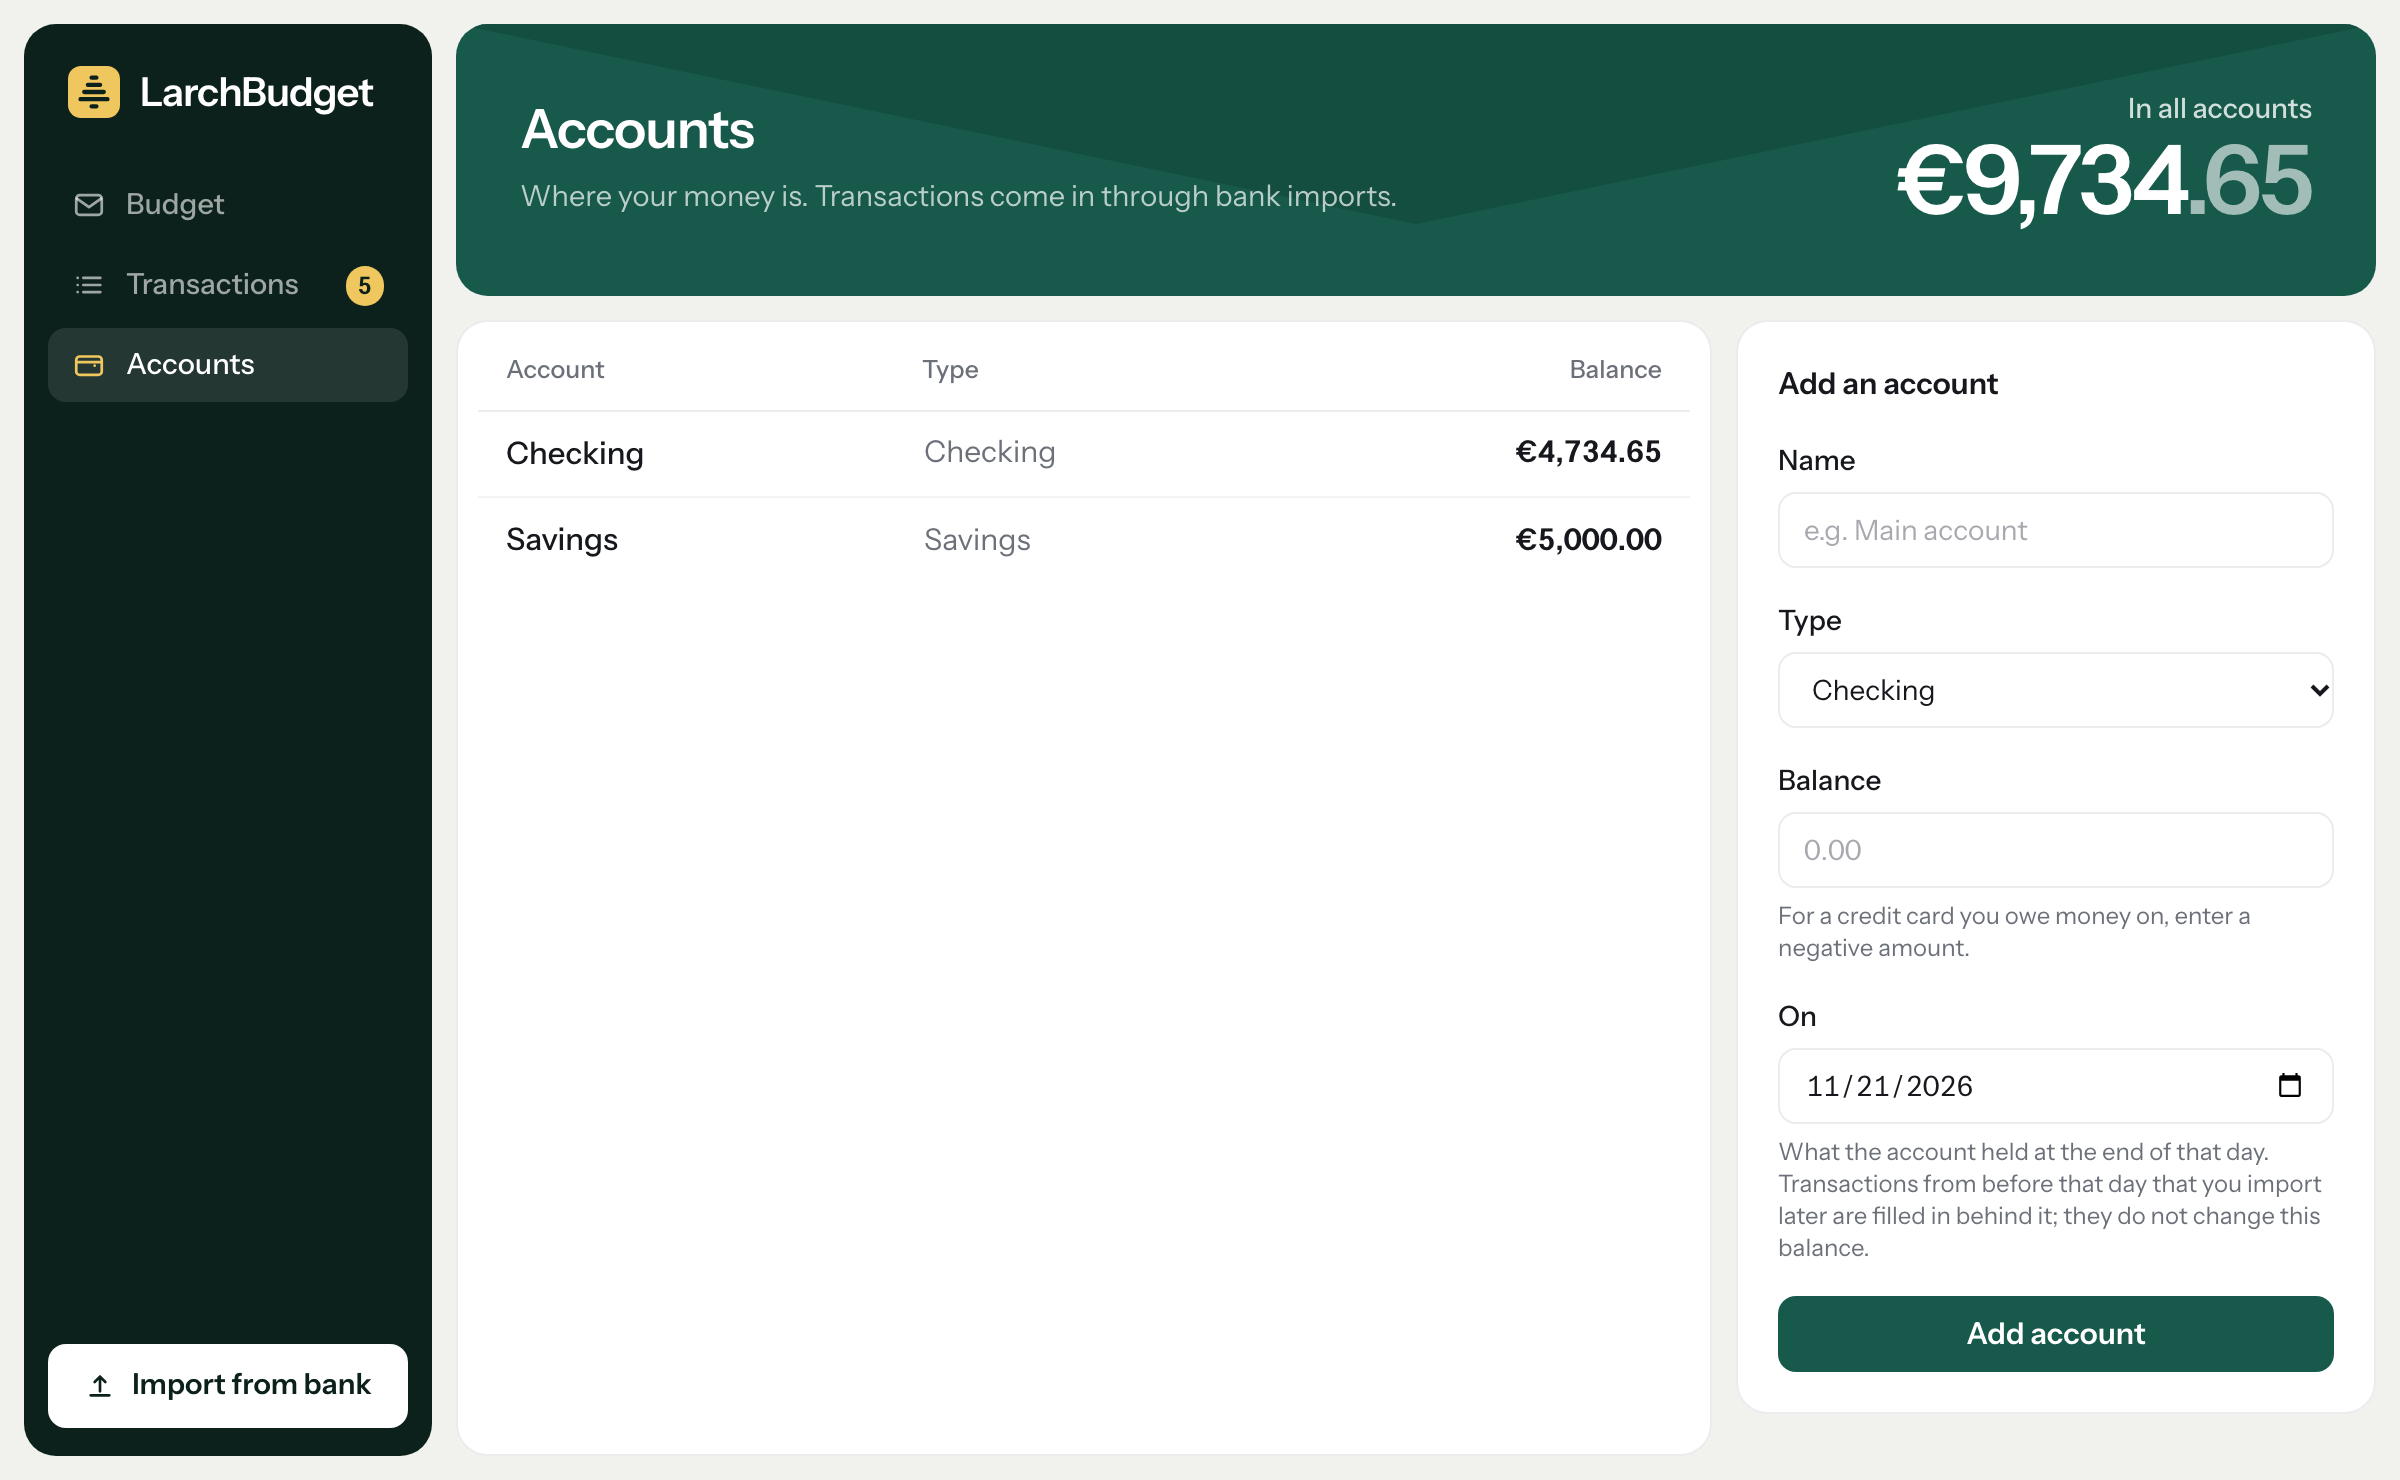 LarchBudget
Budget
Transactions 5
Accounts
Import from bank
Accounts
Where your money is. Transactions come in through bank imports.
In all accounts
€9,734.65
Account Type Balance
Checking Checking €4,734.65
Savings Savings €5,000.00
Add an account
Name
e.g. Main account
Type
Checking
Balance
0.00
For a credit card you owe money on, enter a
negative amount.
On
11/21/2026
What the account held at the end of that day.
Transactions from before that day that you import
later are filled in behind it; they do not change this
balance.
Add account